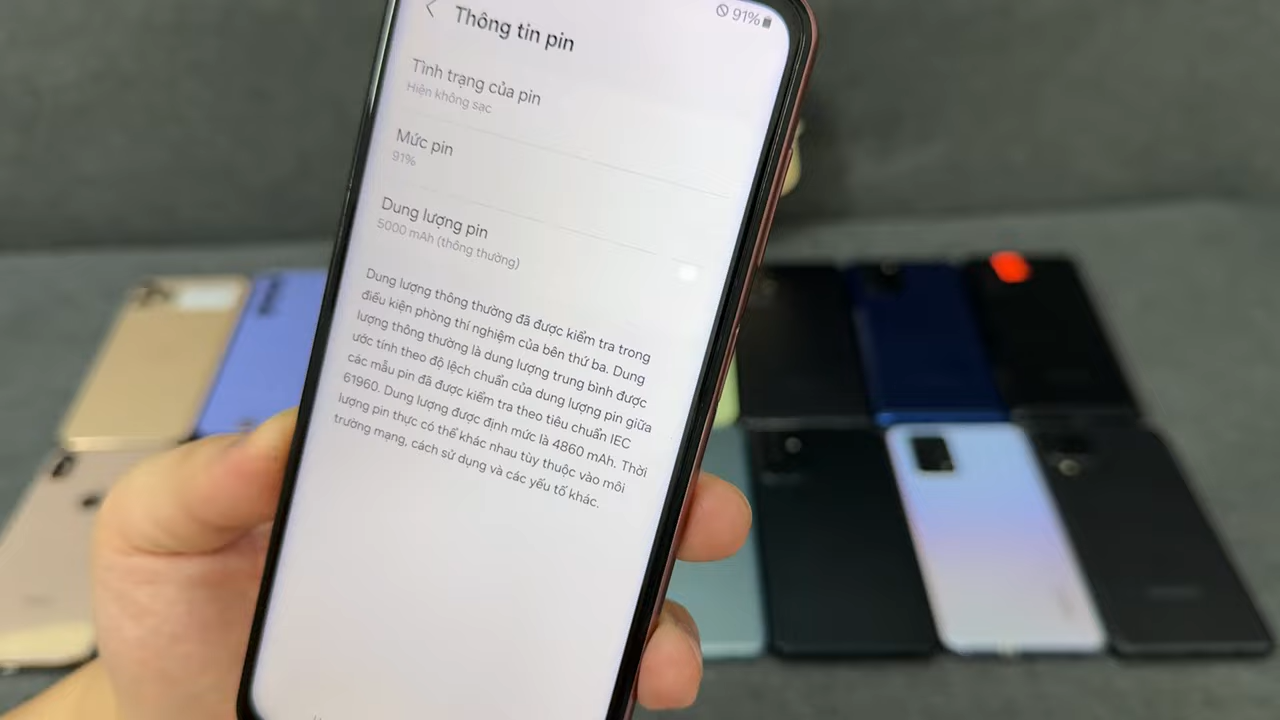 91%
Thông tin pin
Tình trạng của pin
Hiện không sạc
Mức pin
91%
Dung lượng pin
5000 mAh (thông thường)
Dung lượng thông thường đã được kiểm tra trong
điều kiện phòng thí nghiệm của bên thứ ba. Dung
lượng thông thường là dung lượng trung bình được
ước tính theo độ lệch chuẩn của dung lượng pin giữa
các mẫu pin đã được kiểm tra theo tiêu chuẩn IEC
61960. Dung lượng được định mức là 4860 mAh. Thời
lượng pin thực có thể khác nhau tùy thuộc vào môi
trường mạng, cách sử dụng và các yếu tố khác.